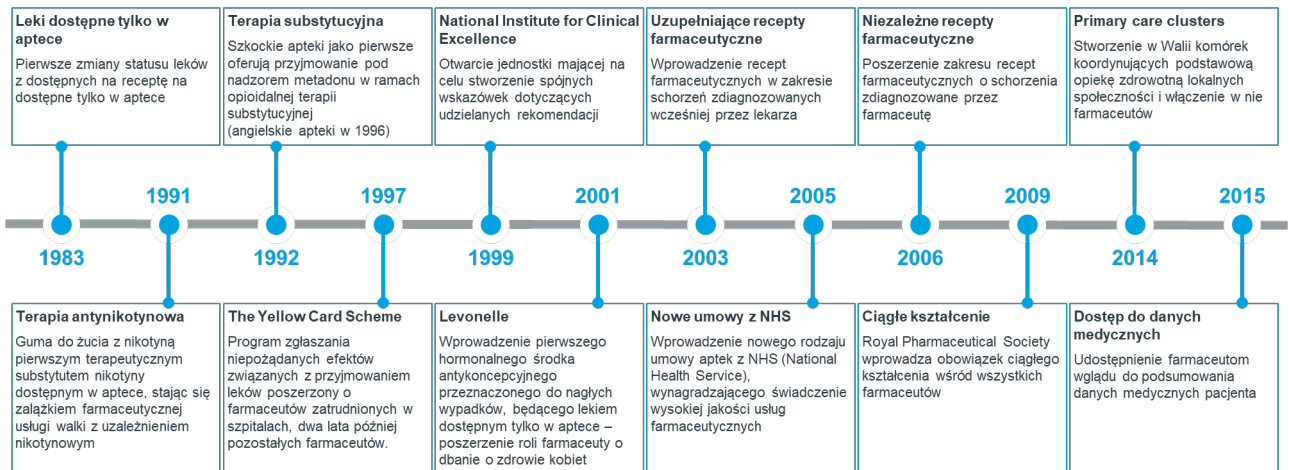 Leki dostępne tylko w
aptece
Pierwsze zmiany statusu leków
z dostępnych na receptę na
dostępne tylko w aptece
Terapia substytucyjna
Szkockie apteki jako pierwsze
oferują przyjmowanie pod
nadzorem metadonu w ramach
opioidalnej terapii
substytucyjnej
(angielskie apteki w 1996)
National Institute for Clinical
Excellence
Otwarcie jednostki mającej na
celu stworzenie spójnych
wskazówek dotyczących
udzielanych rekomendacji
Uzupełniające recepty
farmaceutyczne
Wprowadzenie recept
farmaceutycznych w zakresie
schorzeń zdiagnozowanych
wcześniej przez lekarza
Niezależne recepty
farmaceutyczne
Poszerzenie zakresu recept
farmaceutycznych o schorzenia
zdiagnozowane przez
farmaceutę
Primary care clusters
Stworzenie w Walii komórek
koordynujących podstawową
opiekę zdrowotną lokalnych
społeczności i włączenie w nie
farmaceutów
1983
1991
1992
1997
1999
2001
2003
2005
2006
2009
2014
2015
Terapia antynikotynowa
Guma do żucia z nikotyną
pierwszym terapeutycznym
substytutem nikotyny
dostępnym w aptece, stając się
zalążkiem farmaceutycznej
usługi walki z uzależnieniem
nikotynowym
The Yellow Card Scheme
Program zgłaszania
niepożądanych efektów
związanych z przyjmowaniem
leków poszerzony o
farmaceutów zatrudnionych w
szpitalach, dwa lata później
pozostałych farmaceutów.
Levonelle
Wprowadzenie pierwszego
hormonalnego środka
antykoncepcyjnego
przeznaczonego do nagłych
wypadków, będącego lekiem
dostępnym tylko w aptece –
poszerzenie roli farmaceuty o
dbanie o zdrowie kobiet
Nowe umowy z NHS
Wprowadzenie nowego rodzaju
umowy aptek z NHS (National
Health Service),
wynagradzającego świadczenie
wysokiej jakości usług
farmaceutycznych
Ciągłe kształcenie
Royal Pharmaceutical Society
wprowadza obowiązek ciągłego
kształcenia wśród wszystkich
farmaceutów
Dostęp do danych
medycznych
Udostępnienie farmaceutom
wglądu do podsumowania
danych medycznych pacjenta